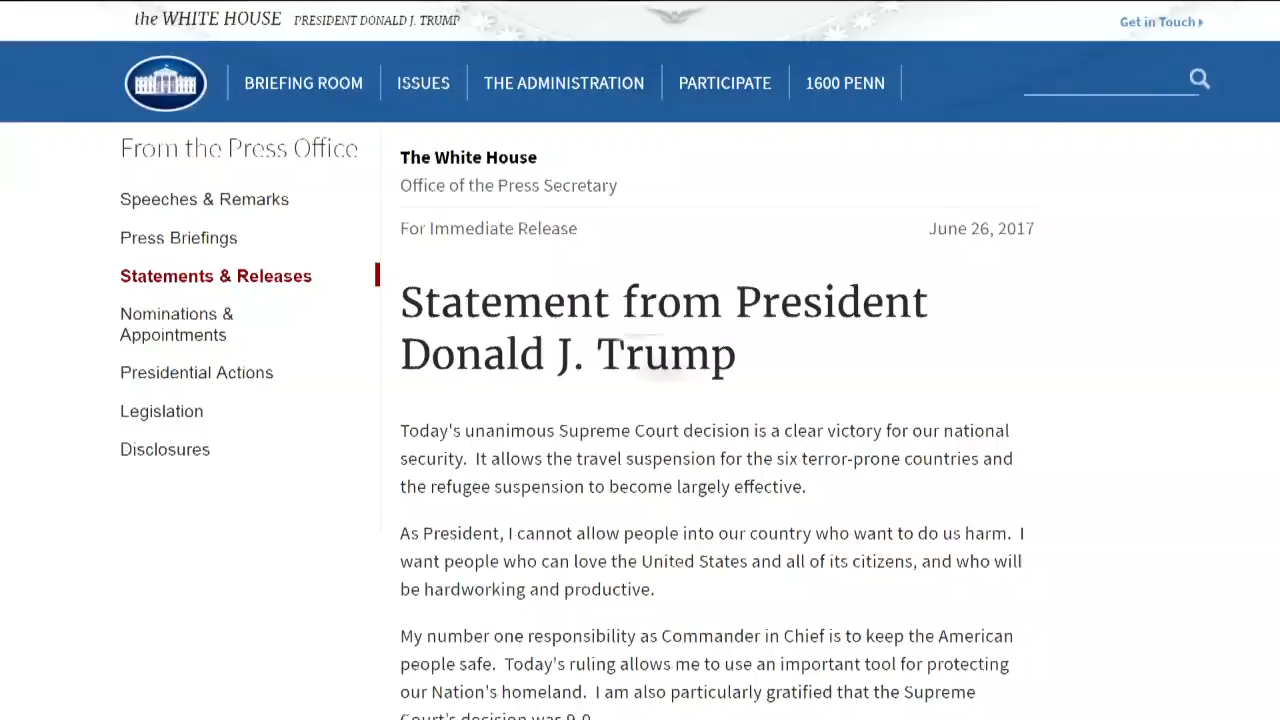 the WHITE HOUSE PRESIDENT DONALD J. TRUMP
Get in Touch
BRIEFING ROOM ISSUES THE ADMINISTRATION PARTICIPATE 1600 PENN
From the Press Office
Speeches & Remarks
Press Briefings
Statements & Releases
Nominations &
Appointments
Presidential Actions
Legislation
Disclosures
The White House
Office of the Press Secretary
For Immediate Release June 26, 2017
Statement from President
Donald J. Trump
Today's unanimous Supreme Court decision is a clear victory for our national
security.  It allows the travel suspension for the six terror-prone countries and
the refugee suspension to become largely effective.
As President, I cannot allow people into our country who want to do us harm.  I
want people who can love the United States and all of its citizens, and who will
be hardworking and productive.
My number one responsibility as Commander in Chief is to keep the American
people safe.  Today's ruling allows me to use an important tool for protecting
our Nation's homeland.  I am also particularly gratified that the Supreme
Court's decision was 9-0.